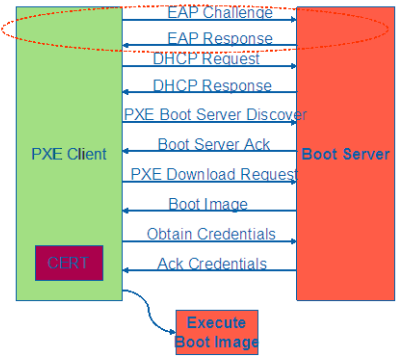 EAP Challenge
EAP Response
DHCP Request
DHCP Response
PXE Boot Server Discover
Boot Server Ack
PXE Client
Boot Server
PXE Download Request
Boot Image
Obtain Credentials
CERT
Ack Credentials
Execute
Boot Image